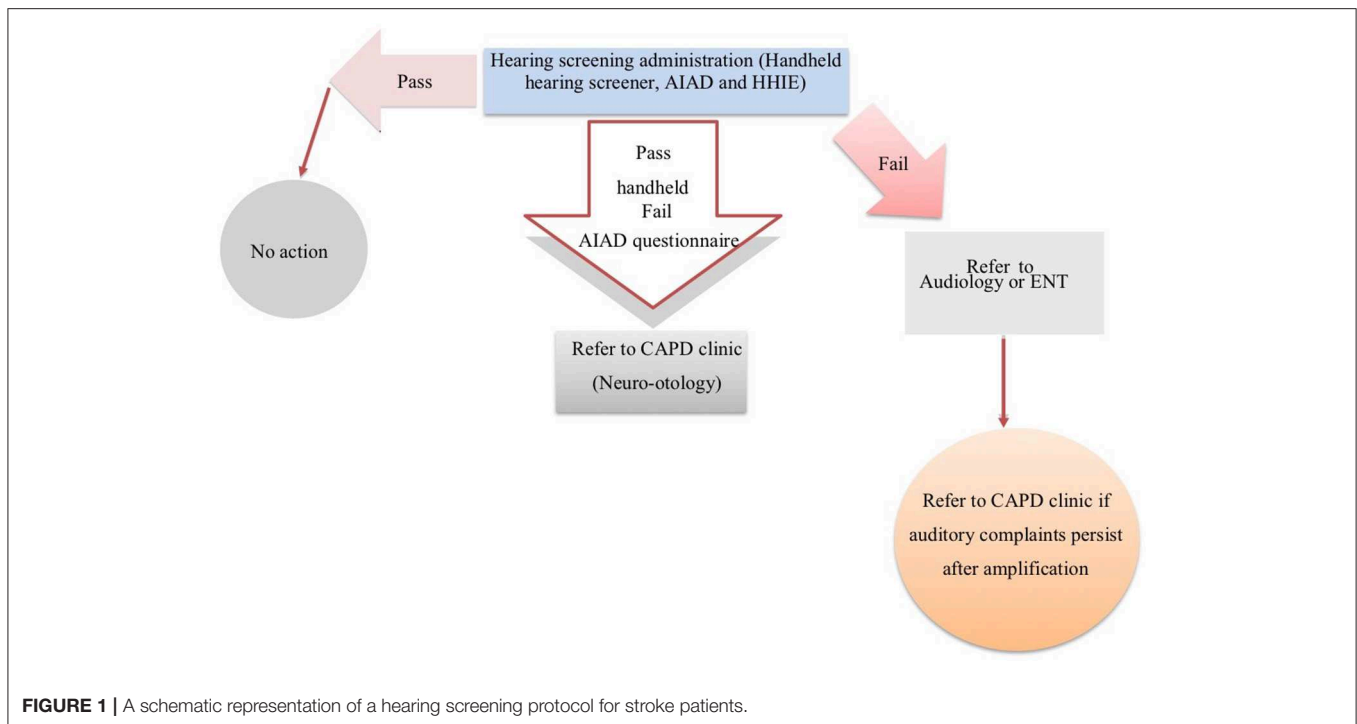 Hearing screening administration (Handheld
hearing screener, AIAD and HHIE)
Pass
Pass
handheld
Fail
AIAD questionnaire
Fail
No action
Refer to
Audiology or ENT
Refer to CAPD clinic
(Neuro-otology)
Refer to CAPD clinic if
auditory complaints persist
after amplification
FIGURE 1 | A schematic representation of a hearing screening protocol for stroke patients.